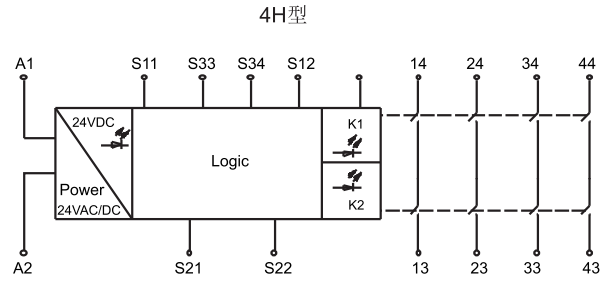 4H型
A1 S11 S33 S34 S12 14 24 34 44
24VDC K1
Logic
Power
24VAC/DC K2
A2 S21 S22 13 23 33 43